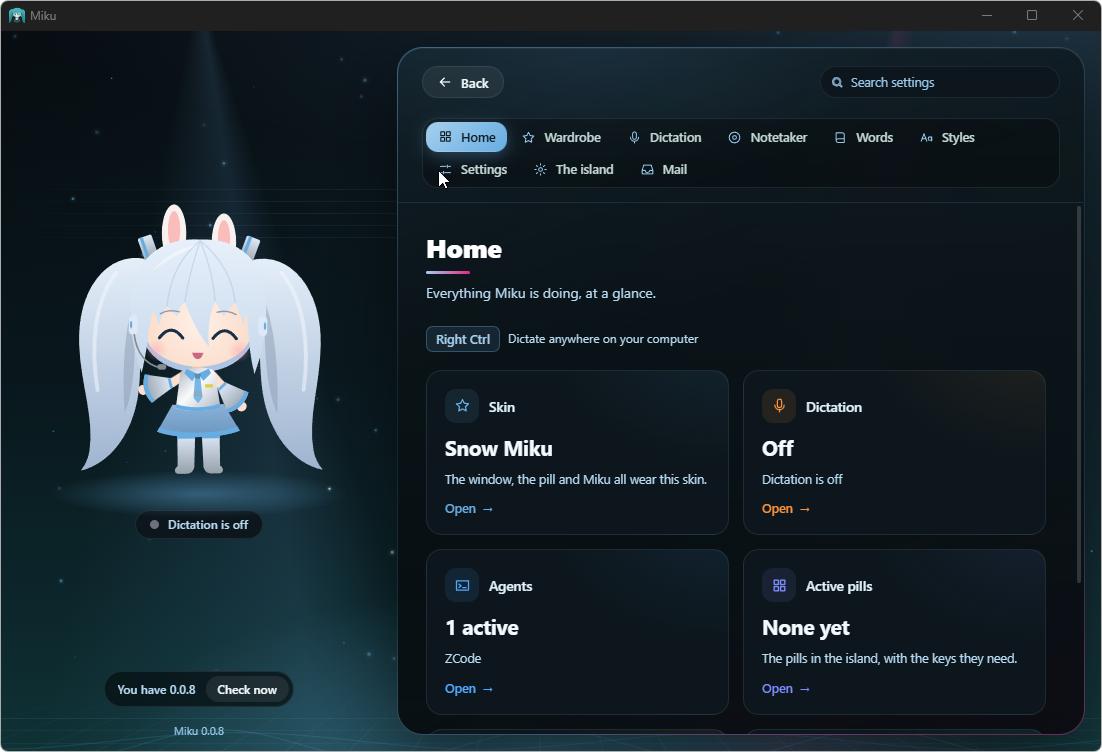 Miku
Back
Search settings
Home
Wardrobe
Dictation
Notetaker
Words
Aa Styles
Settings
The island
Mail
Home
Everything Miku is doing, at a glance.
Right Ctrl Dictate anywhere on your computer
Skin
Snow Miku
The window, the pill and Miku all wear this skin.
Open →
Dictation
Off
Dictation is off
Open →
Agents
1 active
ZCode
Open →
Active pills
None yet
The pills in the island, with the keys they need.
Open →
Dictation is off
You have 0.0.8 Check now
Miku 0.0.8